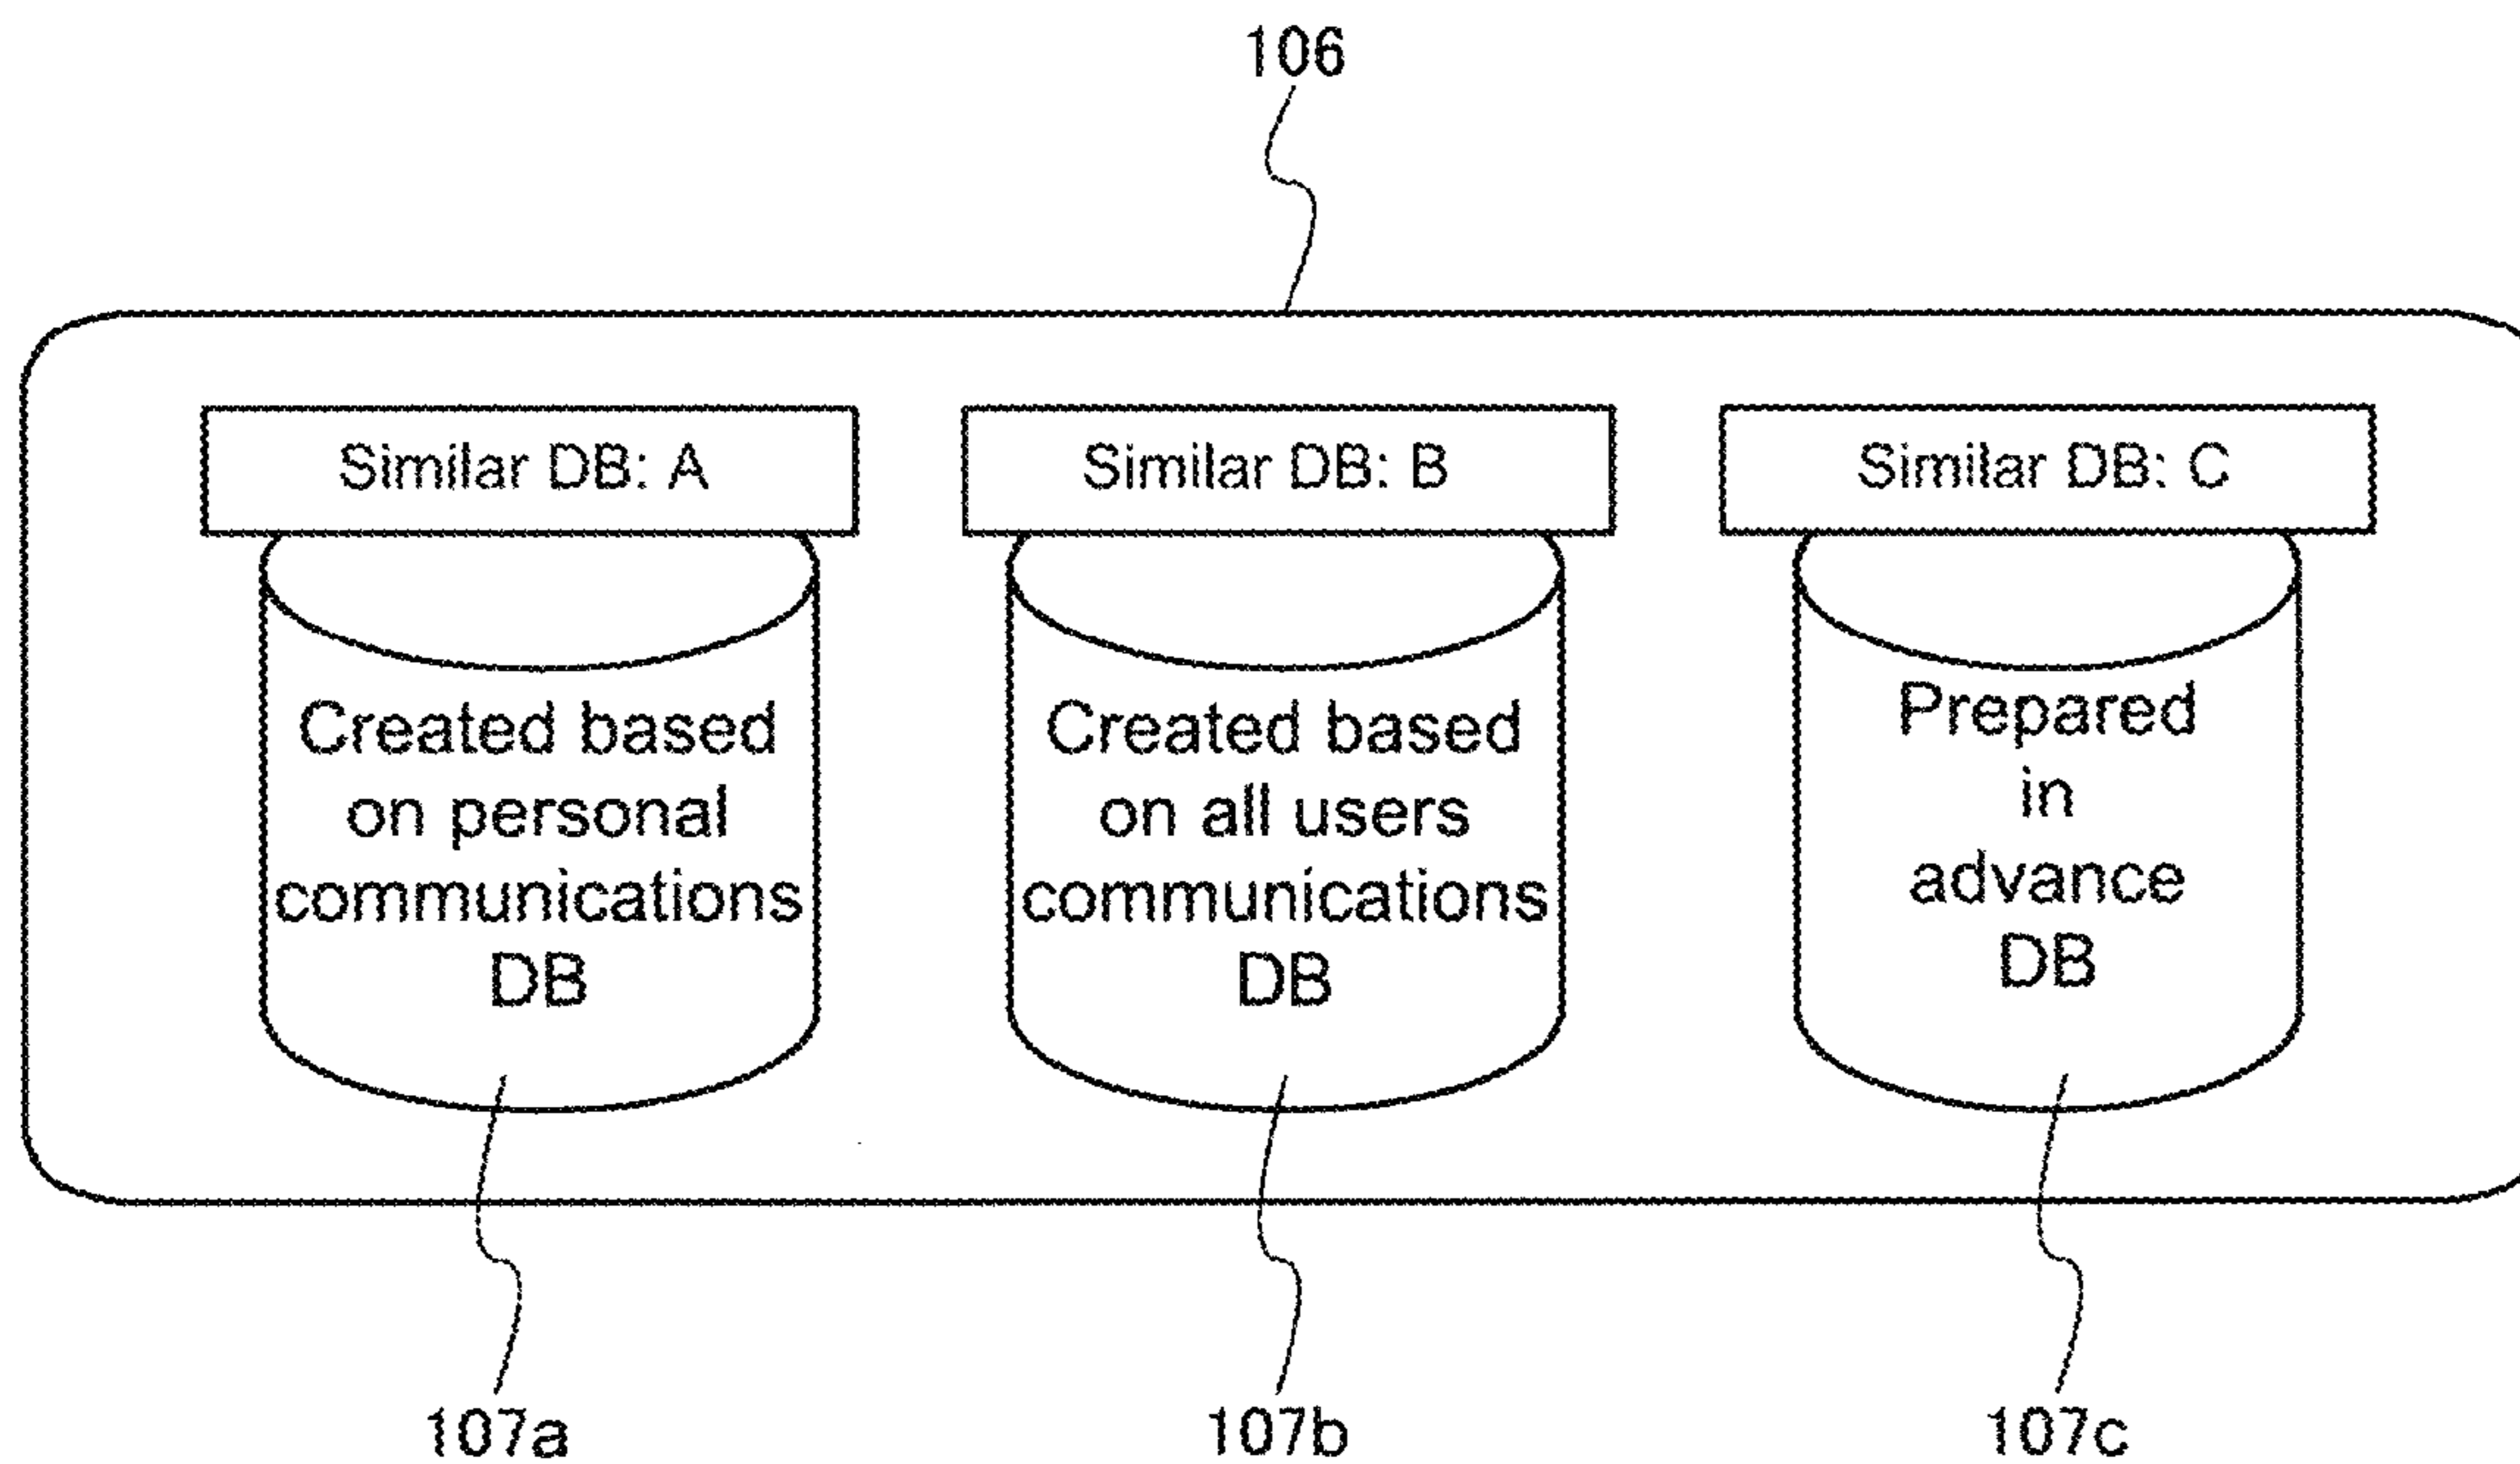 106
Similar DB: A
Similar DB: B
Similar DB: C
Created based
on personal
communications
DB
Created based
on all users
communications
DB
Prepared
in
advance
DB
107a
107b
107c